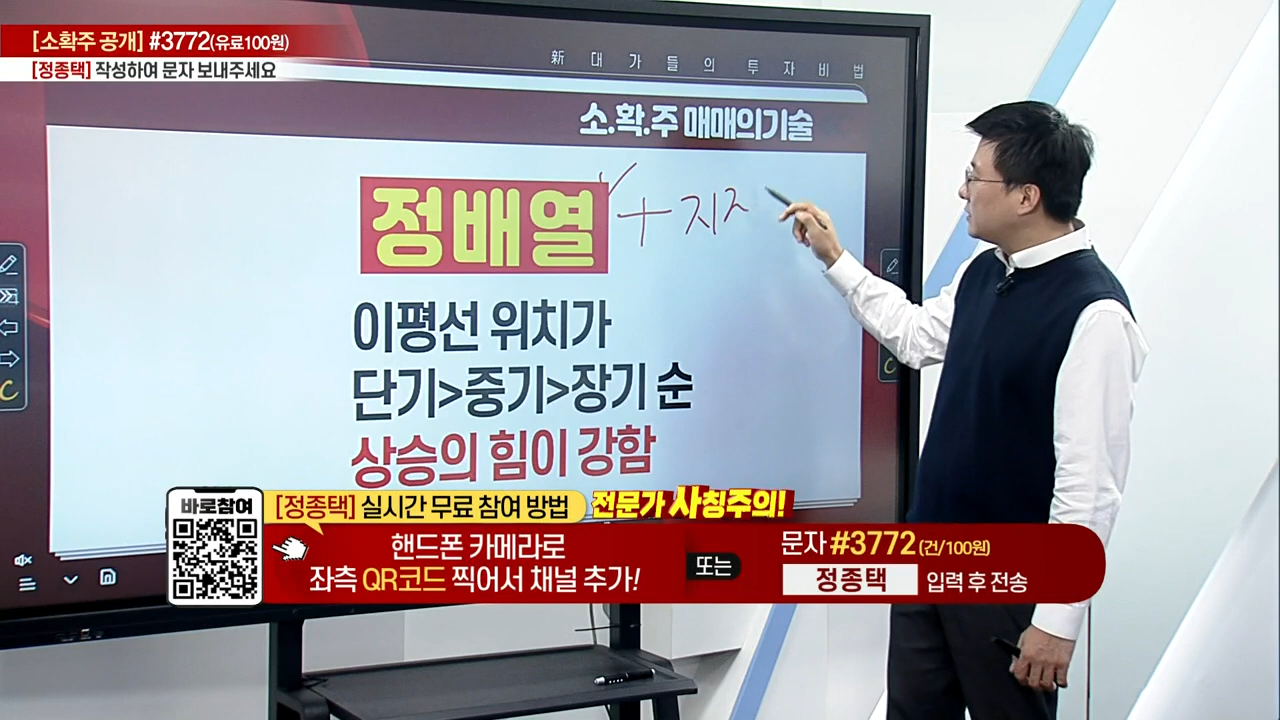 [소확주 공개] #3772(유료100원)
[정종택] 작성하여 문자 보내주세요
新 대 가 들 의 투 자 비 법
소.확.주 매매의기술
정배열 + 지ㅈ
이평선 위치가
단기>중기>장기 순
상승의 힘이 강함
바로참여
[정종택] 실시간 무료 참여 방법
전문가 사칭주의!
핸드폰 카메라로
좌측 QR코드 찍어서 채널 추가!
또는
문자 #3772 (건/100원)
정종택 입력 후 전송